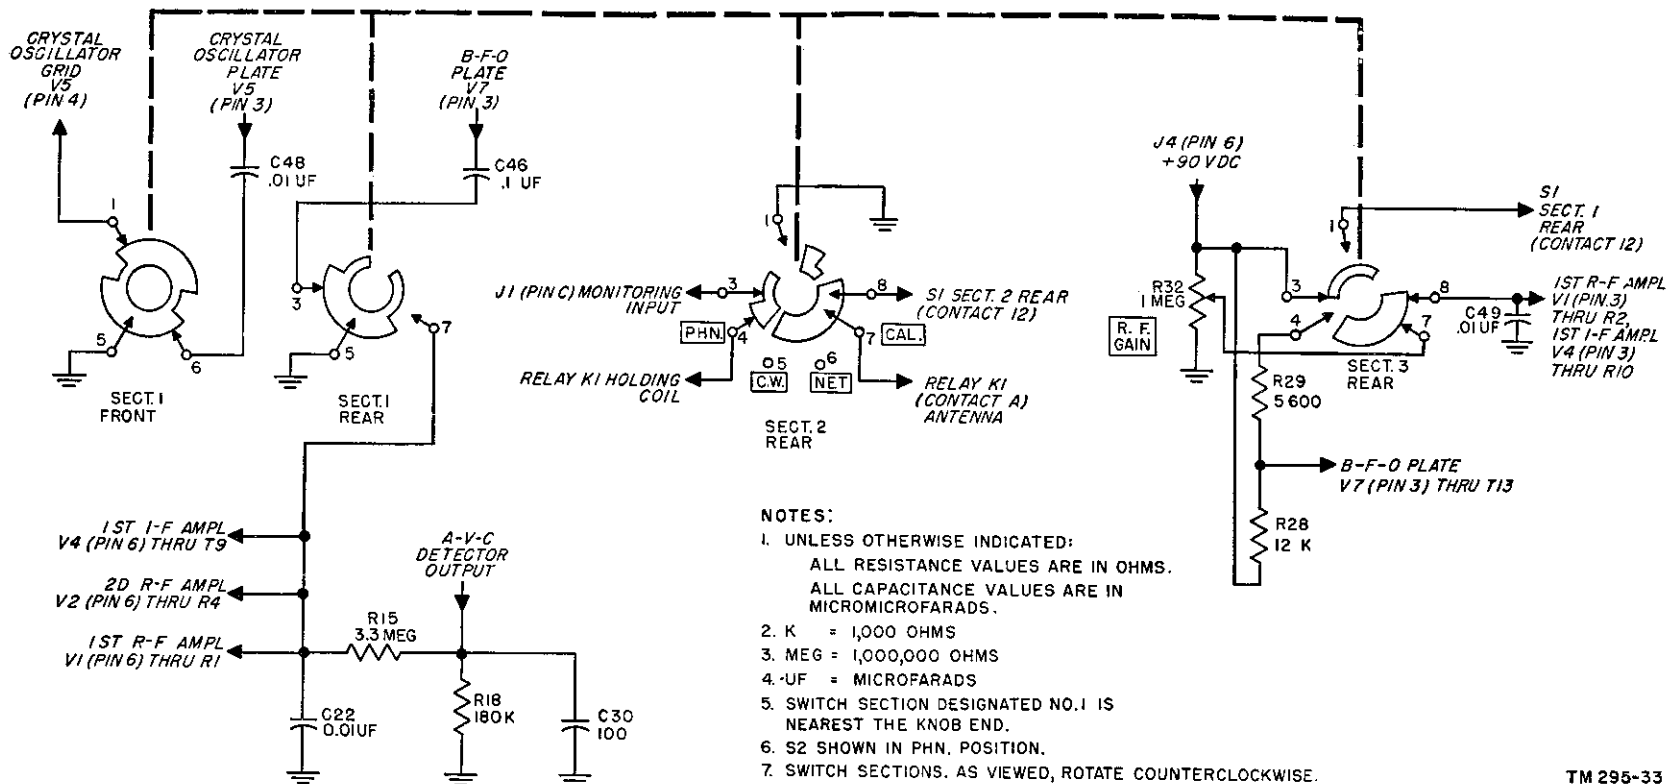 CRYSTAL
OSCILLATOR
GRID
V5
(PIN 4)
CRYSTAL
OSCILLATOR
PLATE
V5
(PIN 3)
B-F-O
PLATE
V7
(PIN 3)
C48
.01 UF
C46
.1 UF
1
5
6
SECT. 1
FRONT
3
5
7
SECT. 1
REAR
1
J1 (PIN C) MONITORING
INPUT
3
8
S1 SECT. 2 REAR
(CONTACT 12)
PHN.
4
7
CAL.
5
6
C.W.
NET
RELAY K1 HOLDING
COIL
RELAY K1
(CONTACT A)
ANTENNA
SECT. 2
REAR
J4 (PIN 6)
+90 VDC
1
S1
SECT. 1
REAR
(CONTACT 12)
R32
1 MEG
R. F.
GAIN
3
8
4
7
C49
.01 UF
1ST R-F AMPL
V1 (PIN.3)
THRU R2,
1ST I-F AMPL
V4 (PIN 3)
THRU R10
SECT. 3
REAR
R29
5600
B-F-O PLATE
V7 (PIN 3) THRU T13
R28
12 K
1ST I-F AMPL
V4 (PIN 6) THRU T9
2D R-F AMPL
V2 (PIN 6) THRU R4
1ST R-F AMPL
V1 (PIN 6) THRU R1
A-V-C
DETECTOR
OUTPUT
R15
3.3 MEG
C22
0.01UF
R18
180K
C30
100
NOTES:
1. UNLESS OTHERWISE INDICATED:
ALL RESISTANCE VALUES ARE IN OHMS.
ALL CAPACITANCE VALUES ARE IN
MICROMICROFARADS.
2. K = 1,000 OHMS
3. MEG = 1,000,000 OHMS
4. UF = MICROFARADS
5. SWITCH SECTION DESIGNATED NO.1 IS
NEAREST THE KNOB END.
6. S2 SHOWN IN PHN. POSITION.
7. SWITCH SECTIONS. AS VIEWED, ROTATE COUNTERCLOCKWISE.
TM 295-33